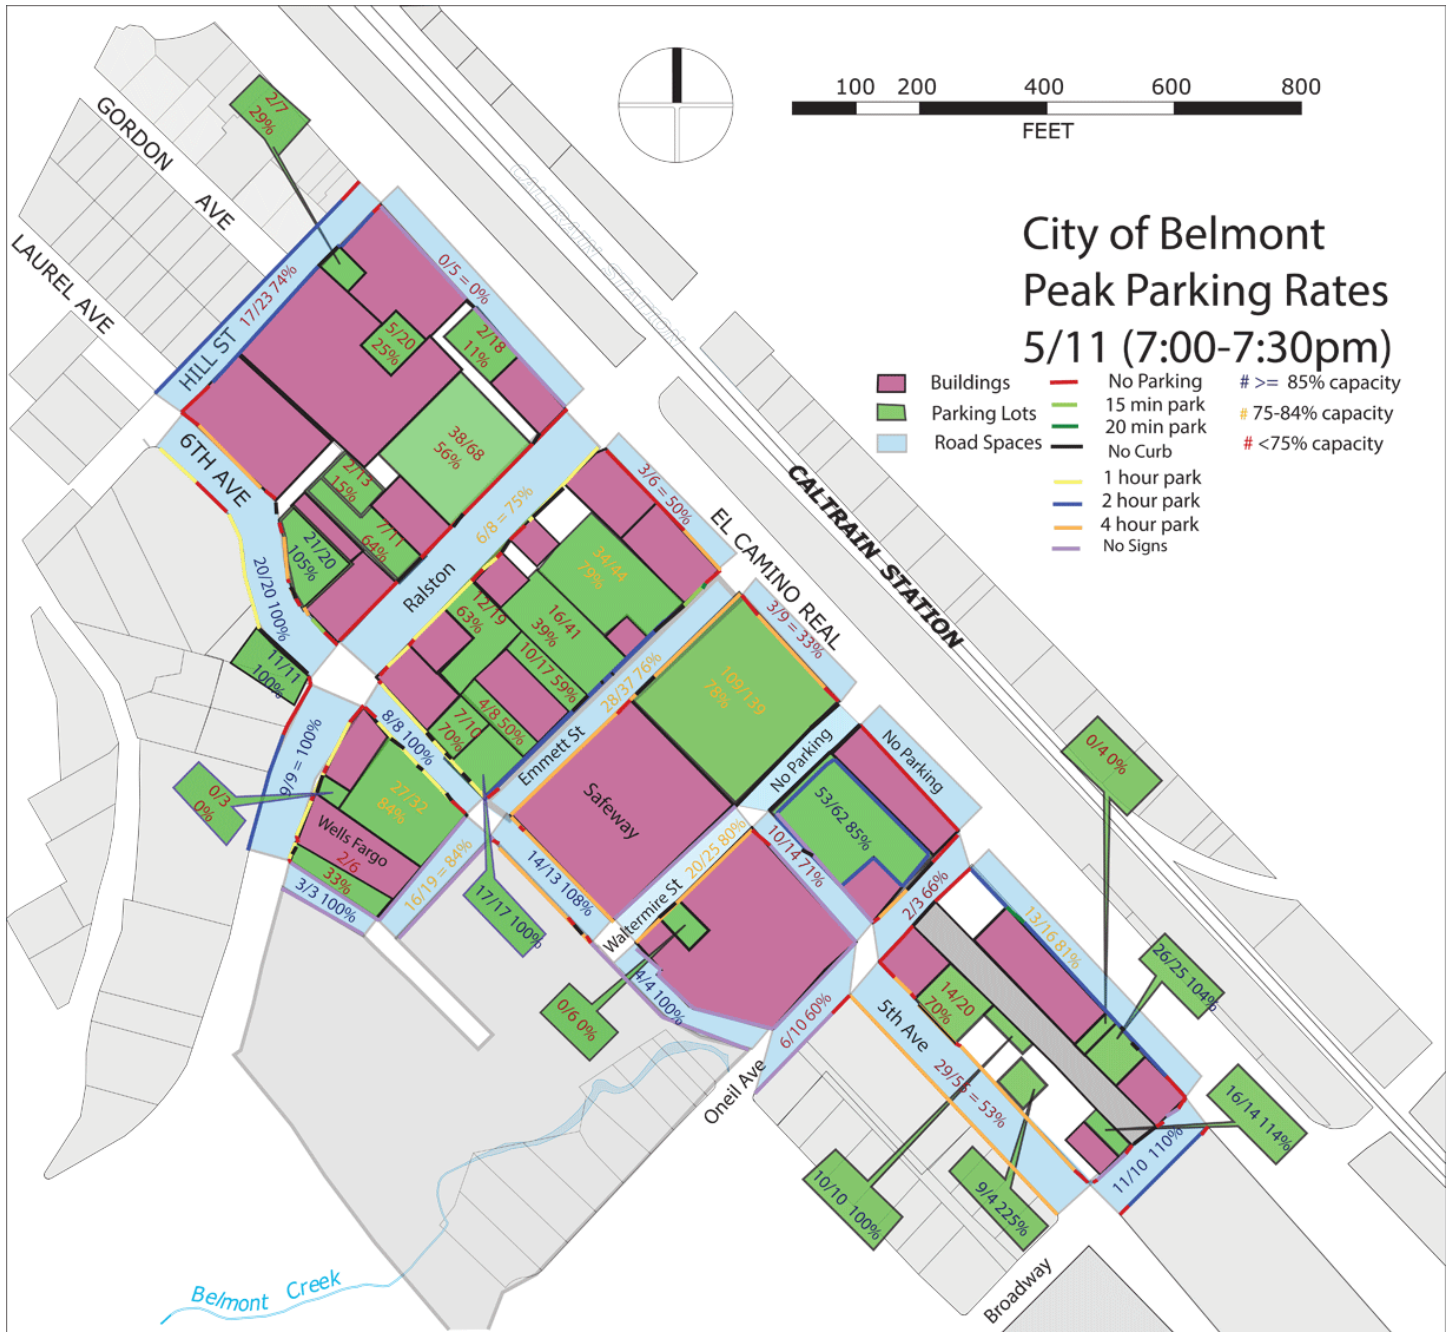 100 200 400 600 800
FEET
City of Belmont
Peak Parking Rates
5/11 (7:00-7:30pm)
Buildings
Parking Lots
Road Spaces
No Parking
15 min park
20 min park
No Curb
1 hour park
2 hour park
4 hour park
No Signs
# >= 85% capacity
# 75-84% capacity
# <75% capacity
GORDON AVE
LAUREL AVE
2/7
29%
CALTRAIN STATION
HILL ST
17/23 74%
0/5 = 0%
5/20
25%
2/18
11%
38/68
56%
6TH AVE
2/13
15%
7/11
64%
21/20
105%
20/20 100%
11/11
100%
Ralston
6/8 = 75%
3/6 = 50%
EL CAMINO REAL
CALTRAIN STATION
34/44
79%
12/19
63%
16/41
39%
10/17 59%
4/8 50%
7/10
70%
8/8 100%
28/37 76%
Emmett St
3/9 = 33%
109/139
78%
9/9 = 100%
0/3
0%
27/32
84%
Wells Fargo
2/6
33%
3/3 100%
16/19 = 84%
17/17 100%
Safeway
14/13 108%
No Parking
No Parking
53/62 85%
10/14 71%
20/25 80%
Waltermire St
4/4 100%
0/6 0%
6/10 60%
Oneil Ave
2/3 66%
0/4 0%
13/16 81%
26/25 104%
14/20
70%
5th Ave
29/55 = 53%
16/14 114%
10/10 100%
9/4 225%
11/10 110%
Broadway
Belmont Creek